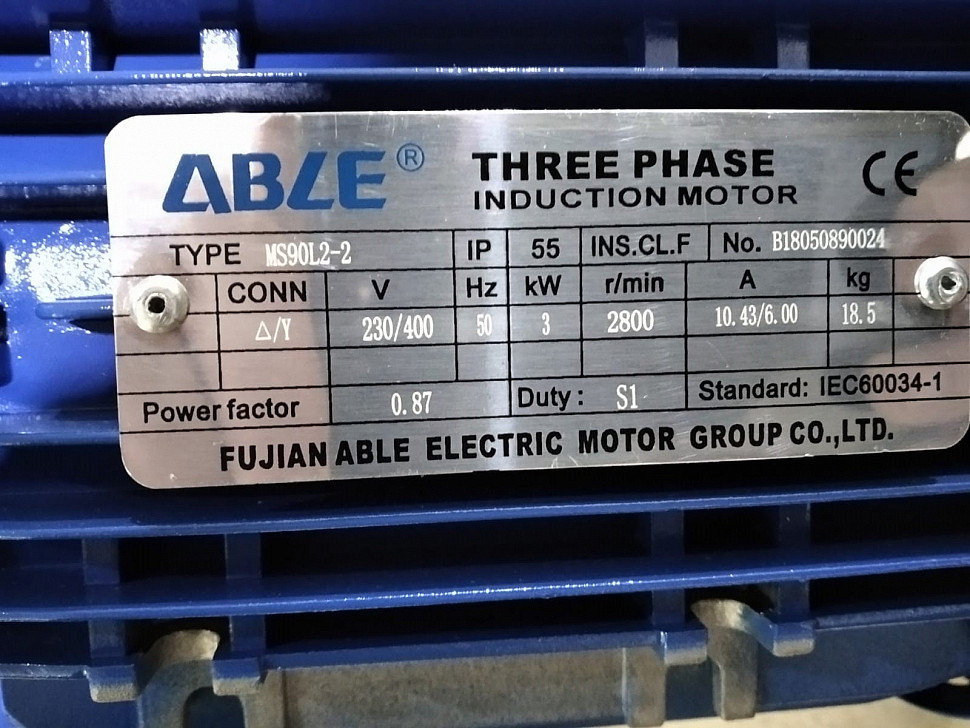 ABLE® THREE PHASE
INDUCTION MOTOR CE
TYPE MS90L2-2 IP 55 INS.CL.F No. B18050890024
CONN V Hz kW r/min A kg
△/Y 230/400 50 3 2800 10.43/6.00 18.5
Power factor 0.87 Duty: S1 Standard: IEC60034-1
FUJIAN ABLE ELECTRIC MOTOR GROUP CO.,LTD.